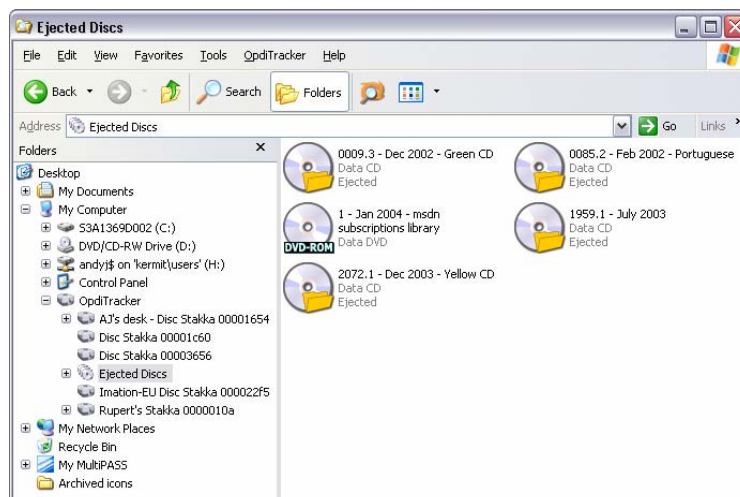 Ejected Discs
File Edit View Favorites Tools OpdiTracker Help
Back Search Folders
Address Ejected Discs Go Links »
Folders
Desktop
My Documents
My Computer
S3A1369D002 (C:)
DVD/CD-RW Drive (D:)
andyj$ on 'kermit\users' (H:)
Control Panel
OpdiTracker
AJ's desk - Disc Stakka 00001654
Disc Stakka 00001c60
Disc Stakka 00003656
Ejected Discs
Imation-EU Disc Stakka 000022f5
Rupert's Stakka 0000010a
My Network Places
Recycle Bin
My MultiPASS
Archived icons
0009.3 - Dec 2002 - Green CD
Data CD
Ejected
0085.2 - Feb 2002 - Portuguese
Data CD
Ejected
1 - Jan 2004 - msdn
subscriptions library
DVD-ROM Data DVD
1959.1 - July 2003
Data CD
Ejected
2072.1 - Dec 2003 - Yellow CD
Data CD
Ejected